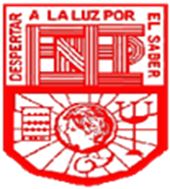 DESPERTAR A LA LUZ POR EL SABER
ENP